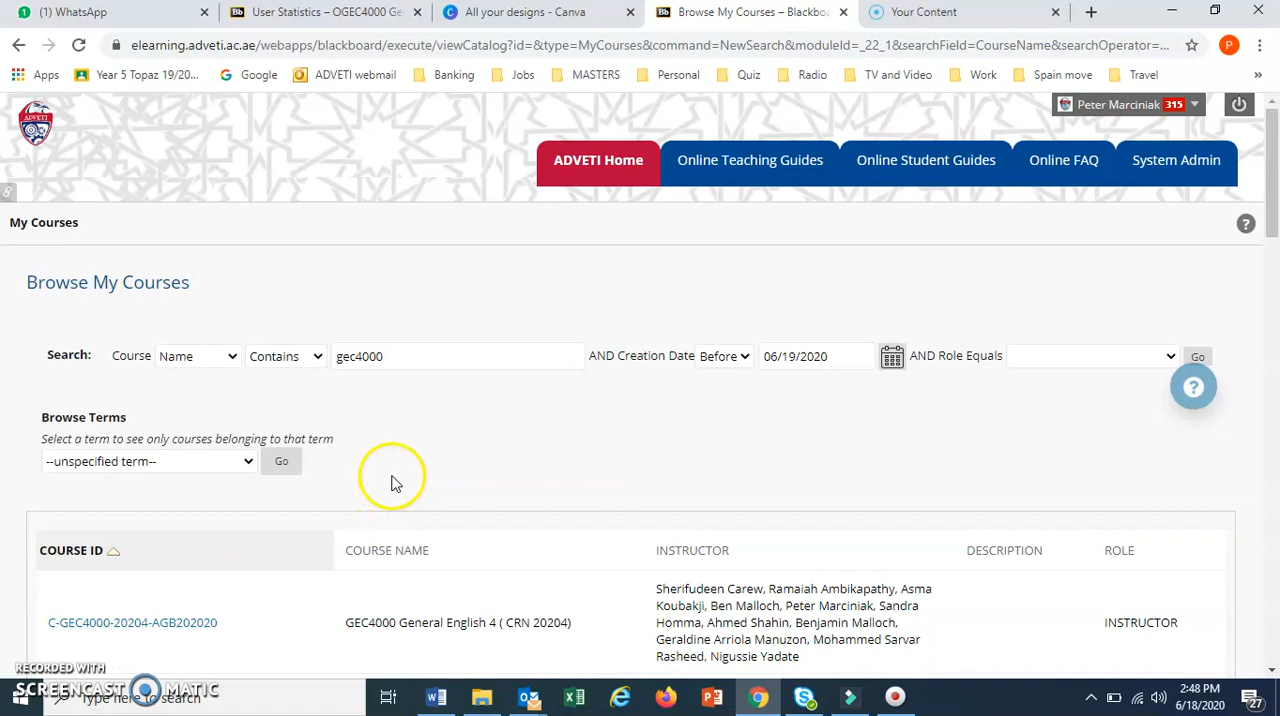 (1) WhatsApp
User Statistics – OGEC4000 Ge
All your designs - Canva
Browse My Courses – Blackboa
Your Content
elearning.adveti.ac.ae/webapps/blackboard/execute/viewCatalog?id=&type=MyCourses&command=NewSearch&moduleId=_22_1&searchField=CourseName&searchOperator=...
P
Apps
Year 5 Topaz 19/20...
Google
ADVETI webmail
Banking
Jobs
MASTERS
Personal
Quiz
Radio
TV and Video
Work
Spain move
Travel
»
ADVETI
Peter Marciniak 315
ADVETI Home
Online Teaching Guides
Online Student Guides
Online FAQ
System Admin
My Courses
?
Browse My Courses
Search: Course Name Contains gec4000 AND Creation Date Before 06/19/2020 AND Role Equals Go
?
Browse Terms
Select a term to see only courses belonging to that term
--unspecified term-- Go
COURSE ID COURSE NAME INSTRUCTOR DESCRIPTION ROLE
C-GEC4000-20204-AGB202020
GEC4000 General English 4 ( CRN 20204)
Sherifudeen Carew, Ramaiah Ambikapathy, Asma
Koubakji, Ben Malloch, Peter Marciniak, Sandra
Homma, Ahmed Shahin, Benjamin Malloch,
Geraldine Arriola Manuzon, Mohammed Sarvar
Rasheed, Nigussie Yadate
INSTRUCTOR
RECORDED WITH
SCREENCAST MATIC
Type here to search
2:48 PM
6/18/2020
27